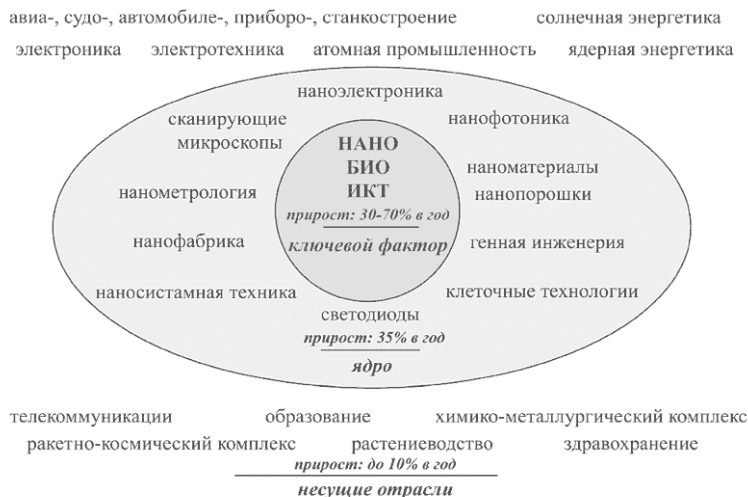 авиа-, судо-, автомобиле-, приборо-, станкостроение солнечная энергетика
электроника электротехника атомная промышленность ядерная энергетика
наноэлектроника
сканирующие микроскопы
нанофотоника
НАНО
БИО
ИКТ
прирост: 30-70% в год
ключевой фактор
наноматериалы
нанопорошки
нанометрология
нанофабрика
генная инженерия
наносистамная техника
клеточные технологии
светодиоды
прирост: 35% в год
ядро
телекоммуникации образование химико-металлургический комплекс
ракетно-космический комплекс растениеводство здравохранение
прирост: до 10% в год
несущие отрасли